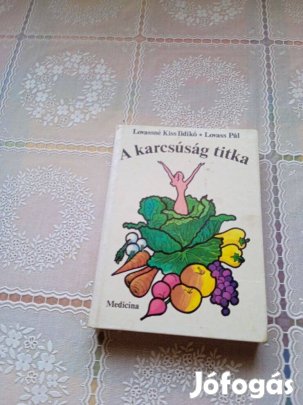 Lovassné Kiss Ildikó • Lovass Pál
A karcsúság titka
Medicina
Jófogás